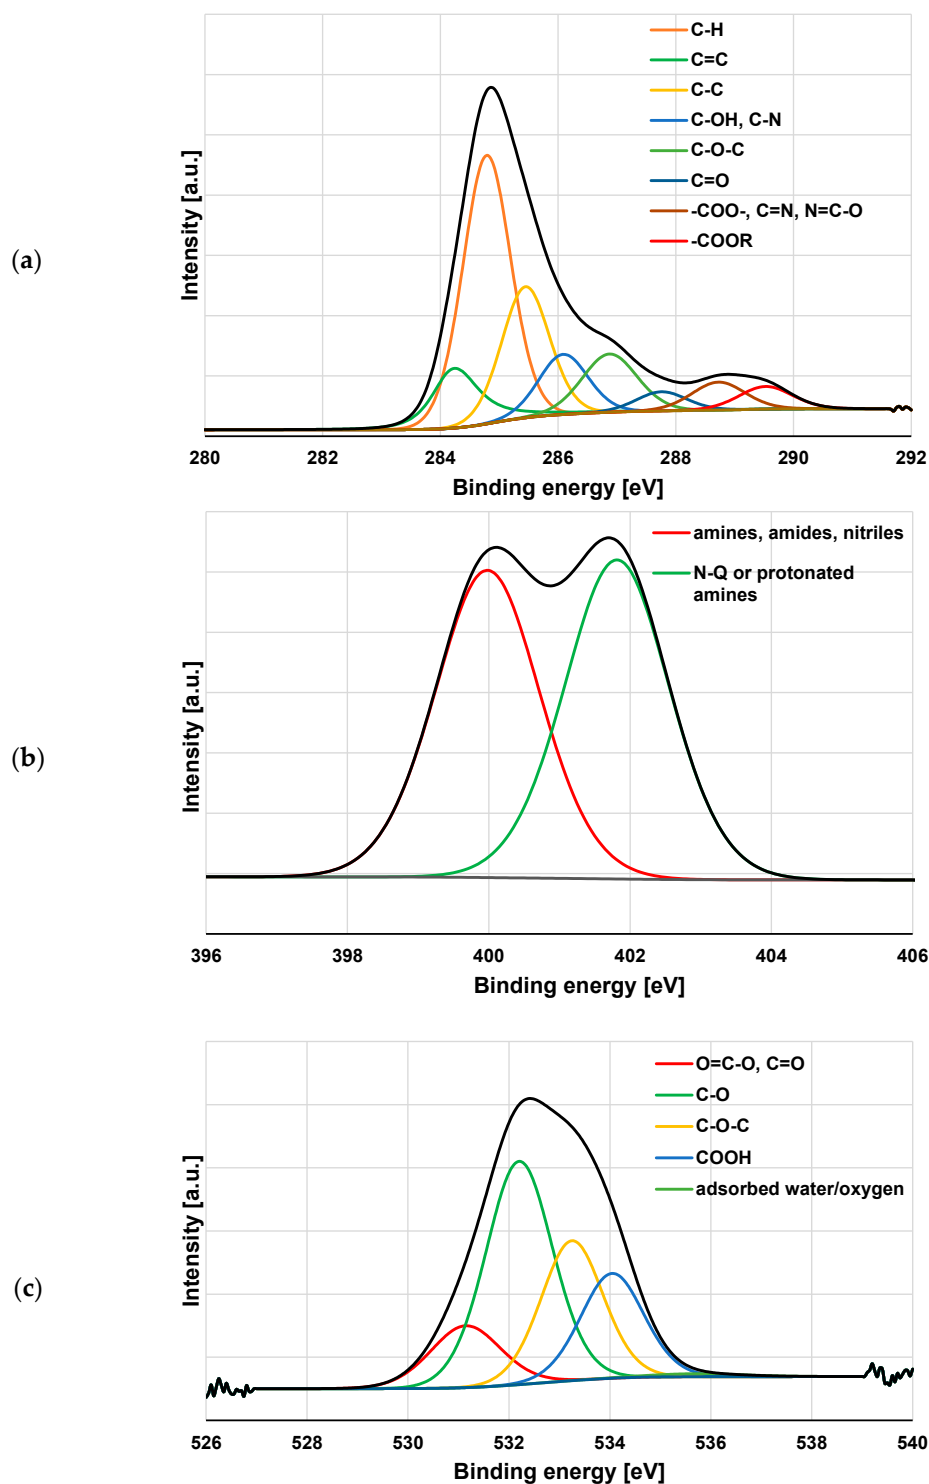 C-H
C=C
C-C
C-OH, C-N
C-O-C
C=O
-COO-, C=N, N=C-O
-COOR
Intensity [a.u.]
(a)
280 282 284 286 288 290 292
Binding energy [eV]
amines, amides, nitriles
N-Q or protonated
amines
Intensity [a.u.]
(b)
396 398 400 402 404 406
Binding energy [eV]
O=C-O, C=O
C-O
C-O-C
COOH
adsorbed water/oxygen
Intensity [a.u.]
(c)
526 528 530 532 534 536 538 540
Binding energy [eV]